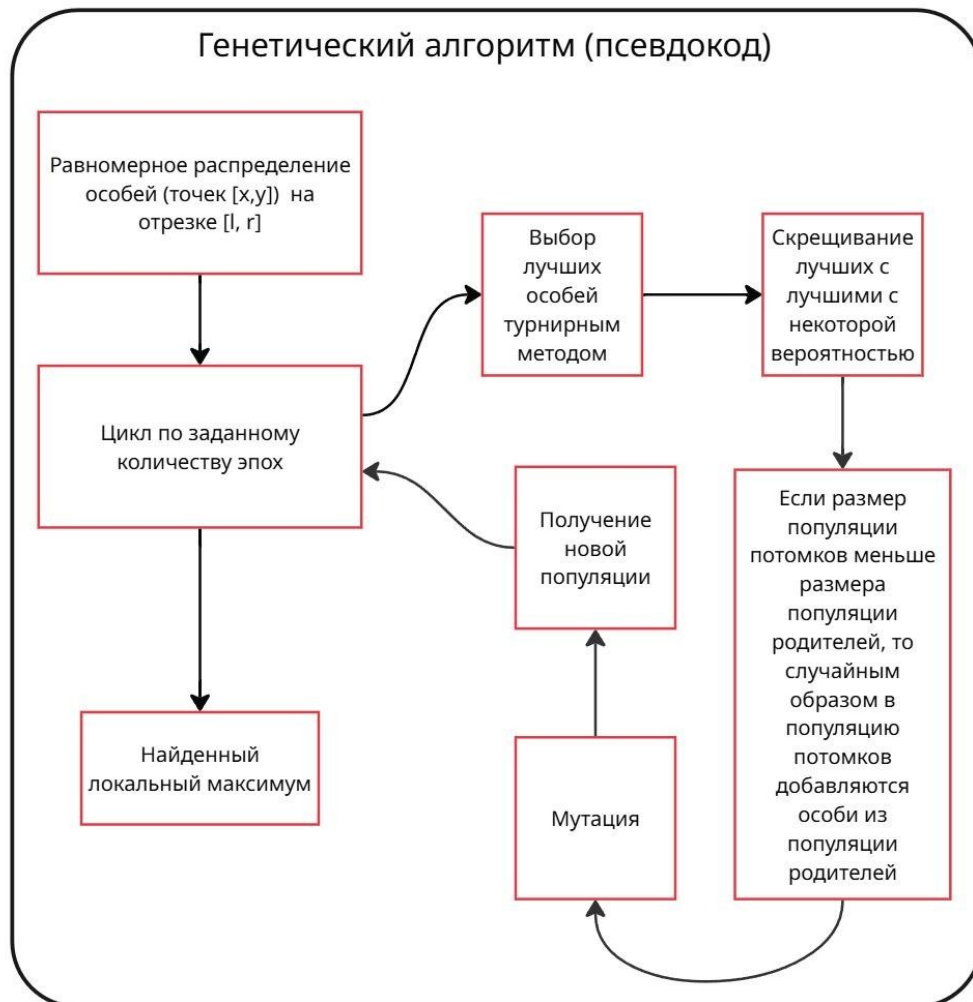 Генетический алгоритм (псевдокод)
Равномерное распределение
особей (точек [x,y])  на
отрезке [l, r]
Цикл по заданному
количеству эпох
Найденный
локальный максимум
Выбор
лучших
особей
турнирным
методом
Скрещивание
лучших с
лучшими с
некоторой
вероятностью
Если размер
популяции
потомков меньше
размера
популяции
родителей, то
случайным
образом в
популяцию
потомков
добавляются
особи из
популяции
родителей
Мутация
Получение
новой
популяции